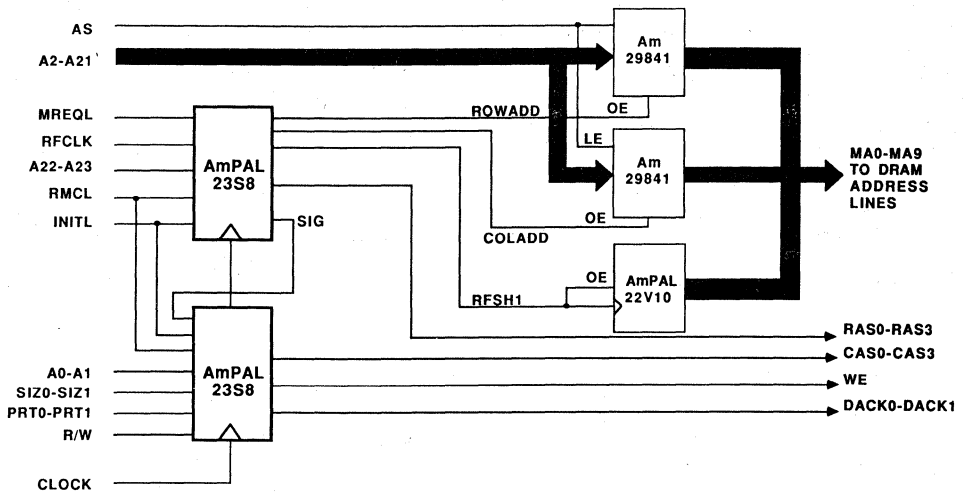 AS
A2-A21
MREQL
RFCLK
A22-A23
RMCL
INITL
AmPAL
23S8
SIG
ROWADD
OE
Am
29841
LE
Am
29841
OE
COLADD
OE
RFSH1
AmPAL
22V10
MA0-MA9
TO DRAM
ADDRESS
LINES
RAS0-RAS3
CAS0-CAS3
WE
DACK0-DACK1
A0-A1
SIZ0-SIZ1
PRT0-PRT1
R/W
AmPAL
23S8
CLOCK